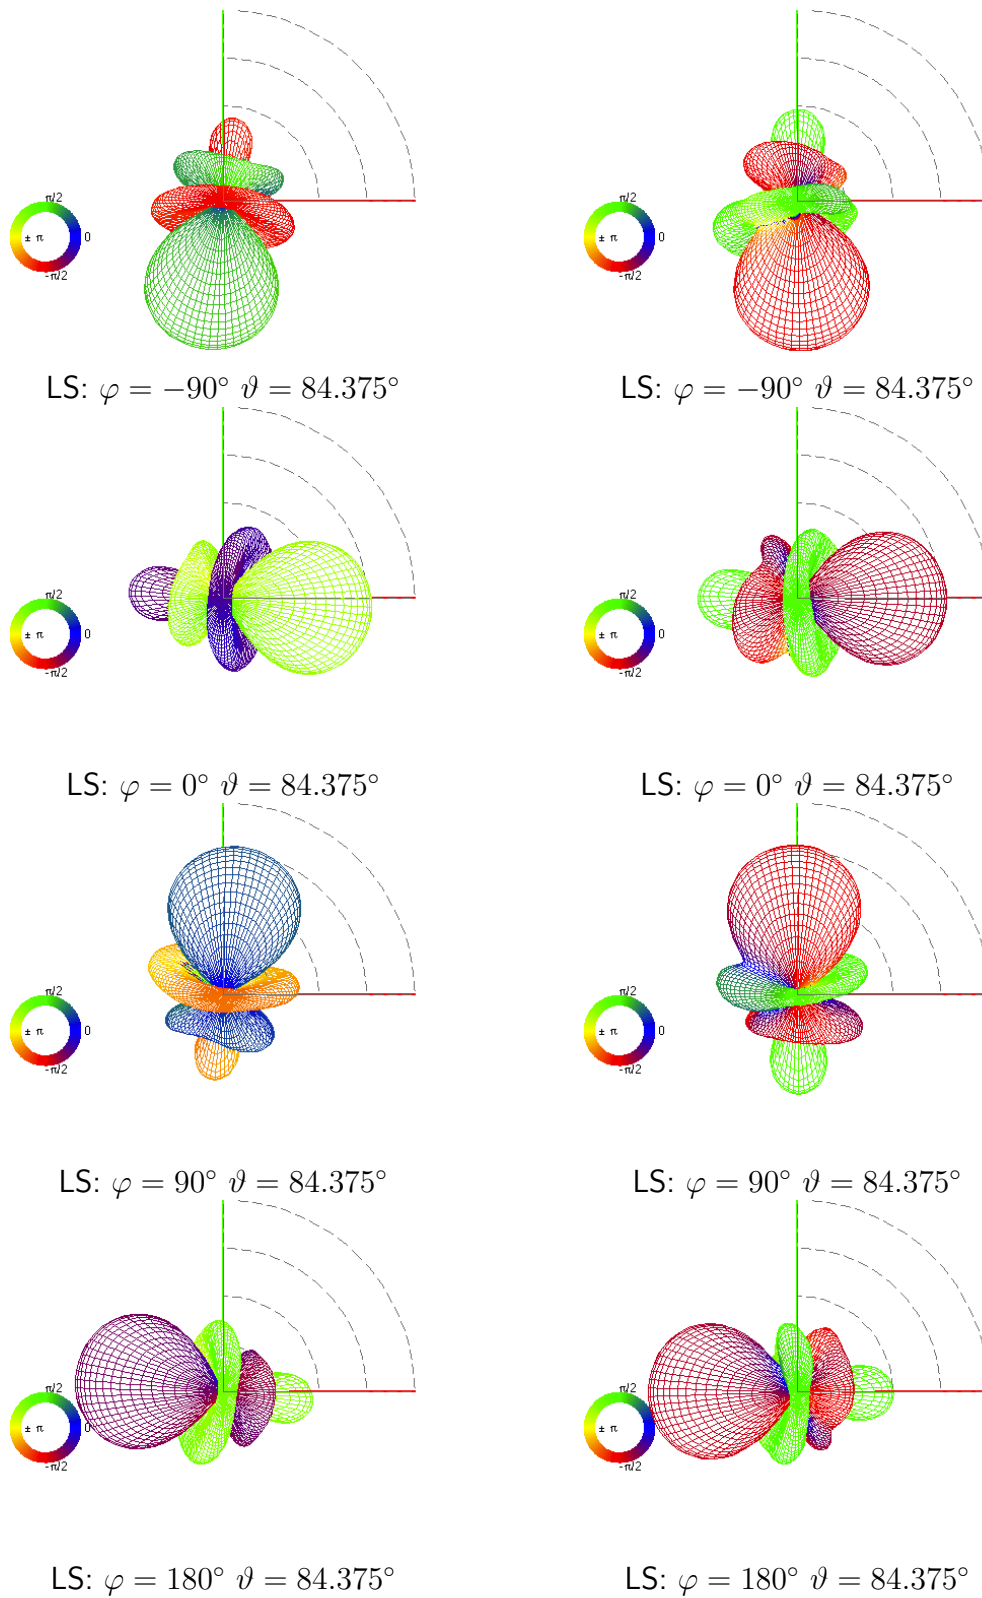 π/2 π/2
± π 0 ± π 0
-π/2 -π/2
LS: φ = −90° ϑ = 84.375° LS: φ = −90° ϑ = 84.375°
π/2 π/2
± π 0 ± π 0
-π/2 -π/2
LS: φ = 0° ϑ = 84.375° LS: φ = 0° ϑ = 84.375°
π/2 π/2
± π 0 ± π 0
-π/2 -π/2
LS: φ = 90° ϑ = 84.375° LS: φ = 90° ϑ = 84.375°
π/2 π/2
± π 0 ± π 0
-π/2 -π/2
LS: φ = 180° ϑ = 84.375° LS: φ = 180° ϑ = 84.375°